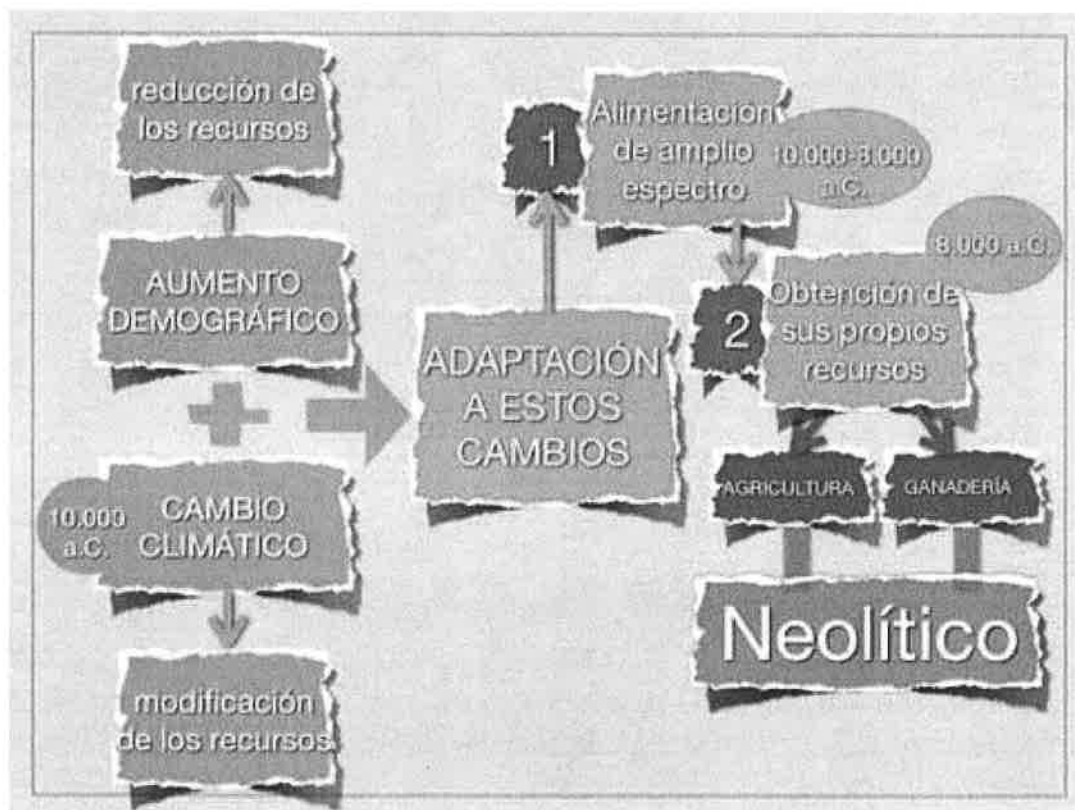 reducción de
los recursos
AUMENTO
DEMOGRÁFICO
10.000
a.C.
CAMBIO
CLIMÁTICO
modificación
de los recursos
ADAPTACIÓN
A ESTOS
CAMBIOS
1
Alimentación
de amplio
espectro
10.000-8.000
a.C.
2
Obtención de
sus propios
recursos
8.000 a.C.
AGRICULTURA
GANADERÍA
Neolítico